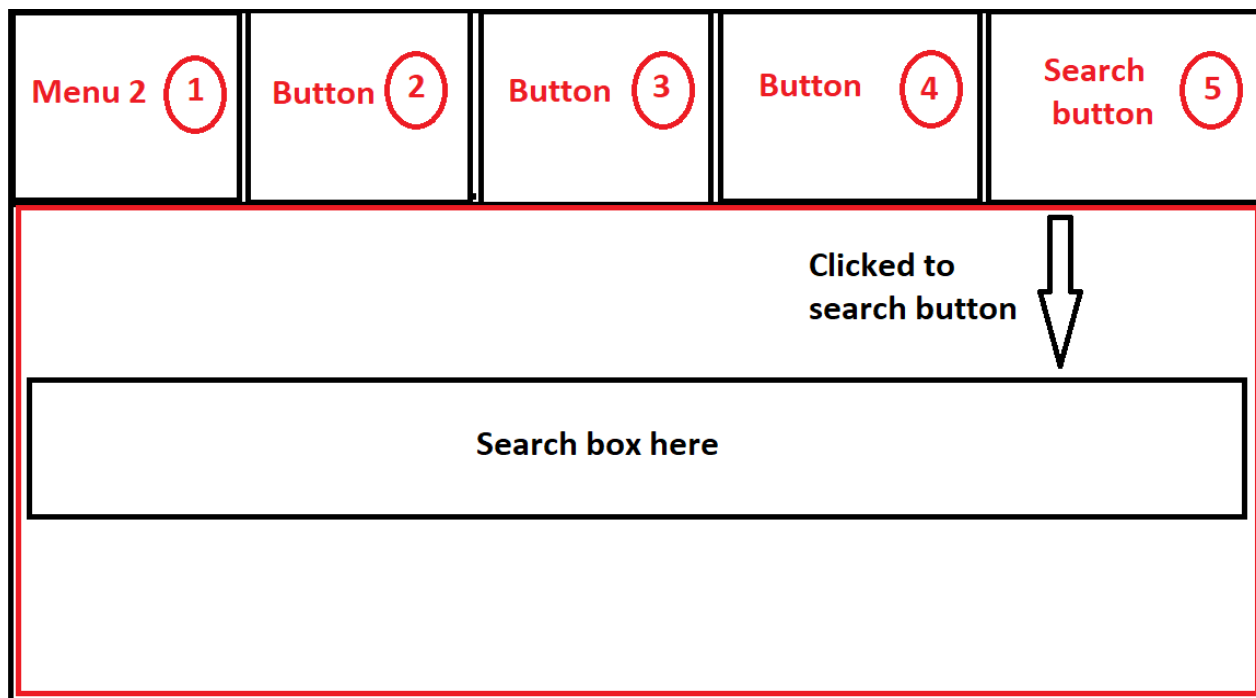 Menu 2 1
Button 2
Button 3
Button 4
Search
button 5
Clicked to
search button
Search box here